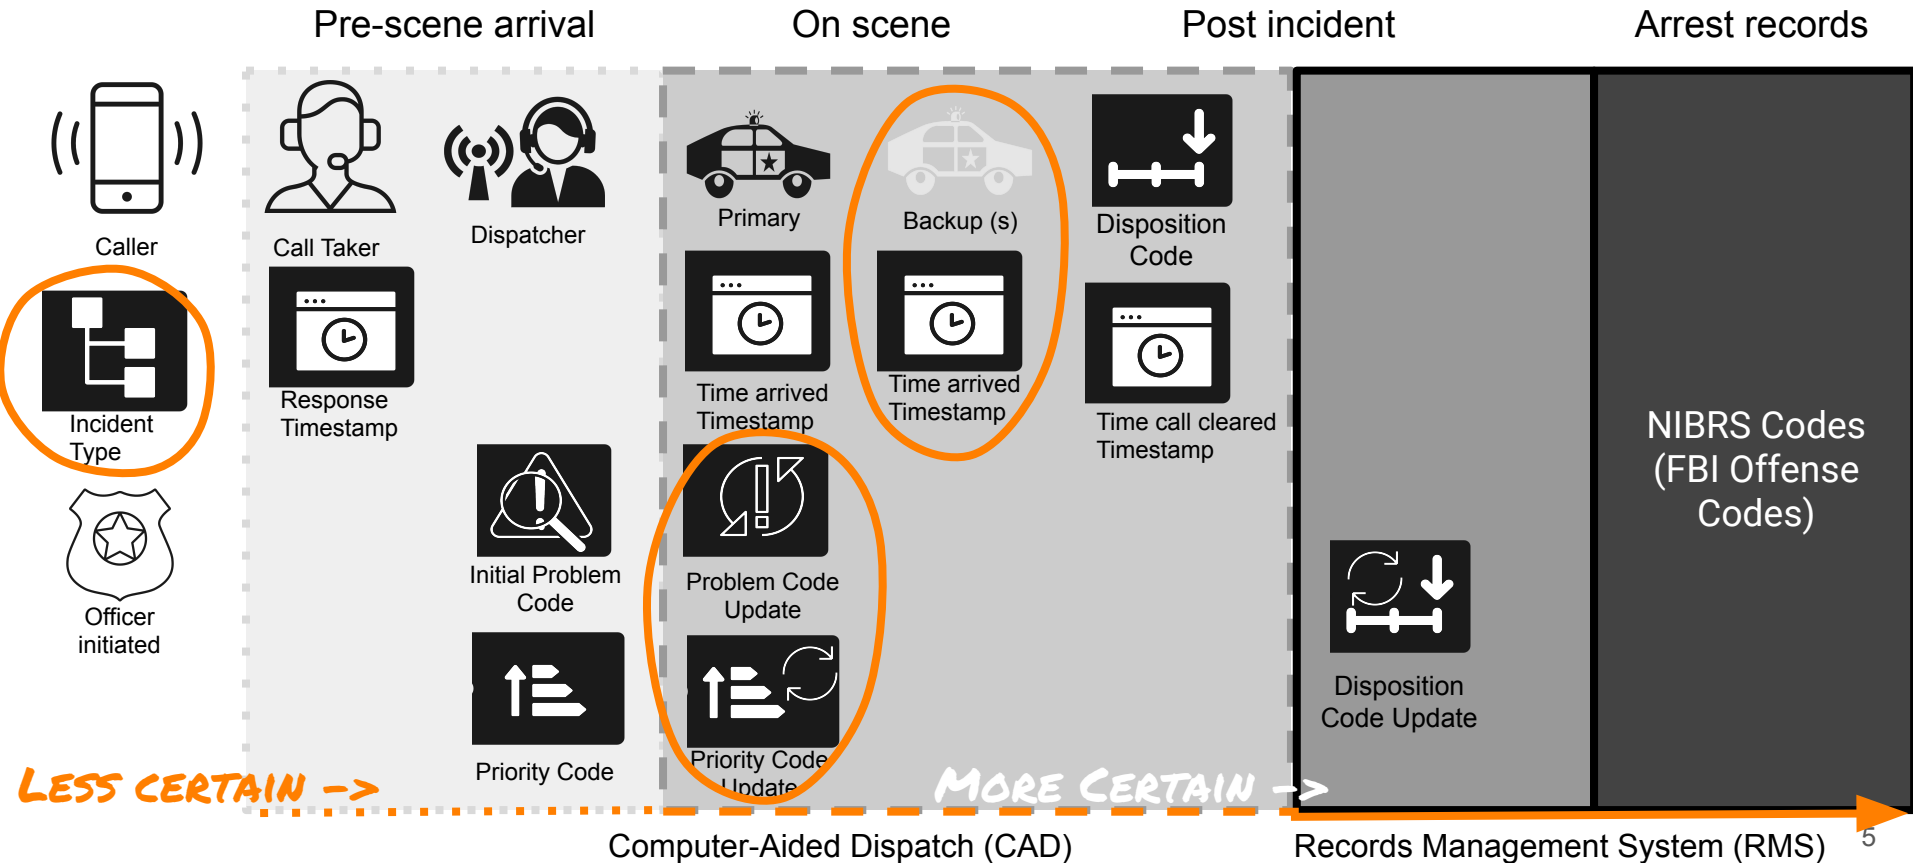 Pre-scene arrival
On scene
Post incident
Arrest records
Caller
Incident
Type
Officer
initiated
Call Taker
Response
Timestamp
Dispatcher
Initial Problem
Code
Priority Code
Primary
Time arrived
Timestamp
Problem Code
Update
Priority Code
Update
Backup (s)
Time arrived
Timestamp
Disposition
Code
Time call cleared
Timestamp
Disposition
Code Update
NIBRS Codes
(FBI Offense
Codes)
LESS CERTAIN ->
MORE CERTAIN ->
Computer-Aided Dispatch (CAD)
Records Management System (RMS)
5